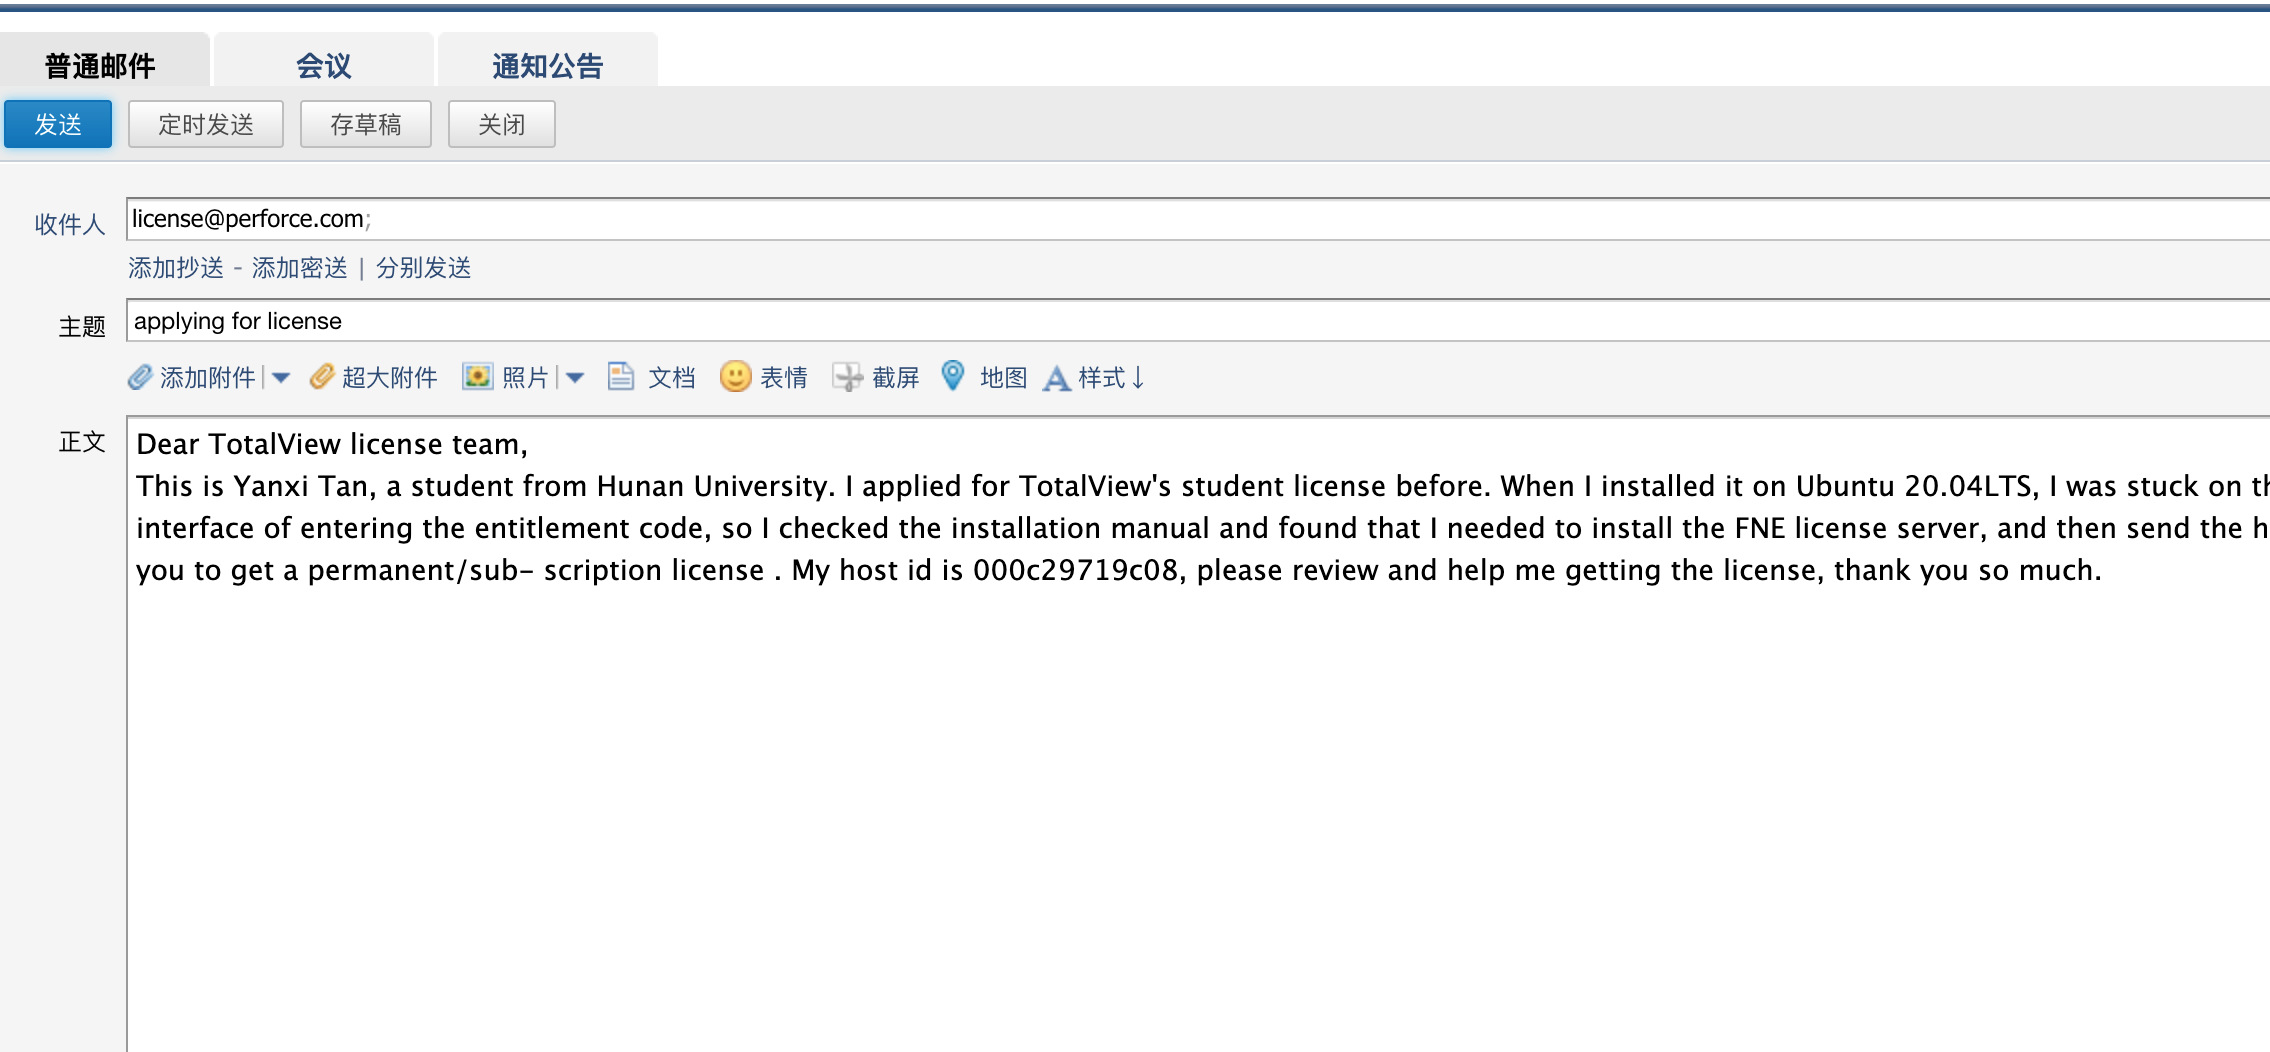 普通邮件 会议 通知公告
发送 定时发送 存草稿 关闭
收件人 license@perforce.com;
添加抄送 - 添加密送 | 分别发送
主题 applying for license
添加附件 | 超大附件 照片 | 文档 表情 截屏 地图 样式↓
正文 Dear TotalView license team,
This is Yanxi Tan, a student from Hunan University. I applied for TotalView's student license before. When I installed it on Ubuntu 20.04LTS, I was stuck on
interface of entering the entitlement code, so I checked the installation manual and found that I needed to install the FNE license server, and then send the
you to get a permanent/sub- scription license . My host id is 000c29719c08, please review and help me getting the license, thank you so much.